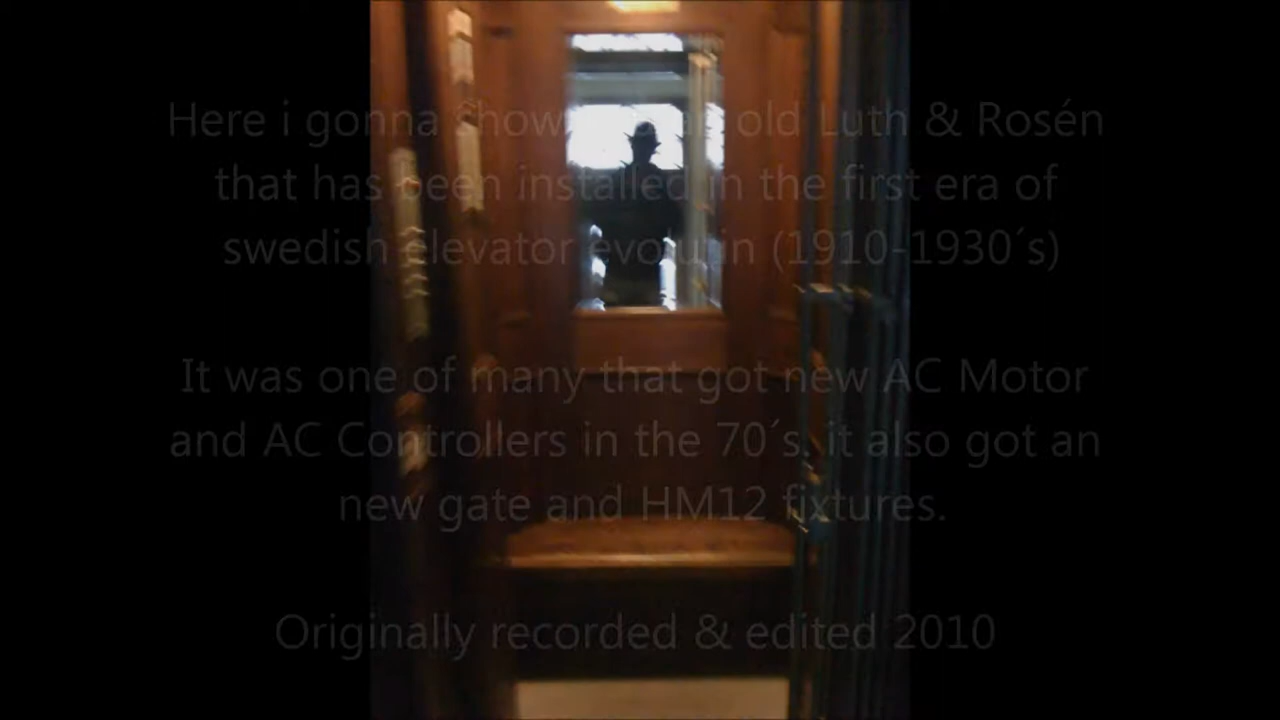 Here i gonna show an old Luth & Rosén
that has been installed in the first era of
swedish elevator evolutin (1910-1930´s)
It was one of many that got new AC Motor
and AC Controllers in the 70´s. it also got an
new gate and HM12 fixtures.
Originally recorded & edited 2010